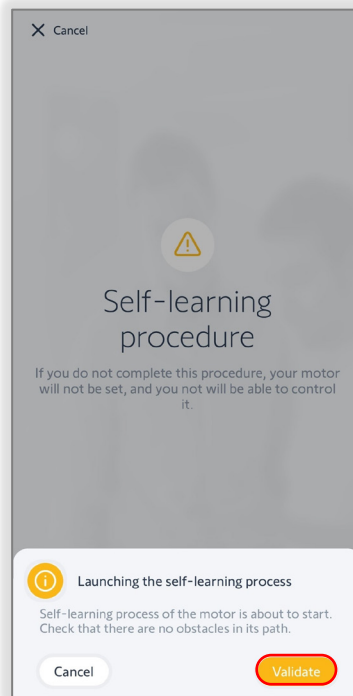 Cancel
Self-learning
procedure
If you do not complete this procedure, your motor
will not be set, and you not will be able to control
it.
Launching the self-learning process
Self-learning process of the motor is about to start.
Check that there are no obstacles in its path.
Cancel
Validate